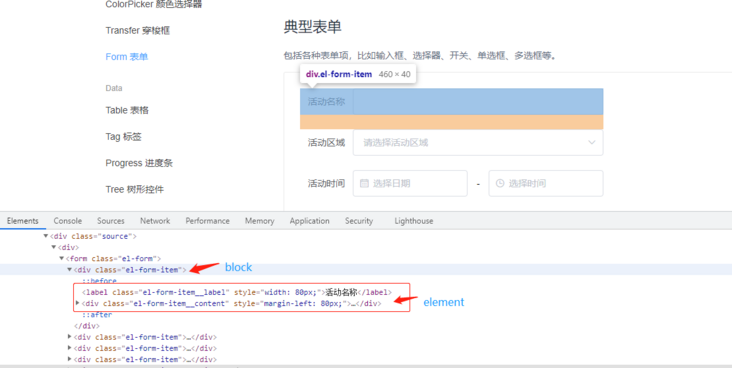 ColorPicker 颜色选择器
Transfer 穿梭框
Form 表单
Data
Table 表格
Tag 标签
Progress 进度条
Tree 树形控件
典型表单
包括各种表单项，比如输入框、选择器、开关、单选框、多选框等。
div.el-form-item 460 × 40
活动名称
活动区域 请选择活动区域
活动时间 选择日期 - 选择时间
Elements Console Sources Network Performance Memory Application Security Lighthouse
▼<div class="source">
▼<div>
▼<form class="el-form">
▼<div class="el-form-item"> block
::before
<label class="el-form-item__label" style="width: 80px;">活动名称</label>
▶<div class="el-form-item__content" style="margin-left: 80px;">…</div> element
::after
</div>
▶<div class="el-form-item">…</div>
▶<div class="el-form-item">…</div>
▶<div class="el-form-item">…</div>